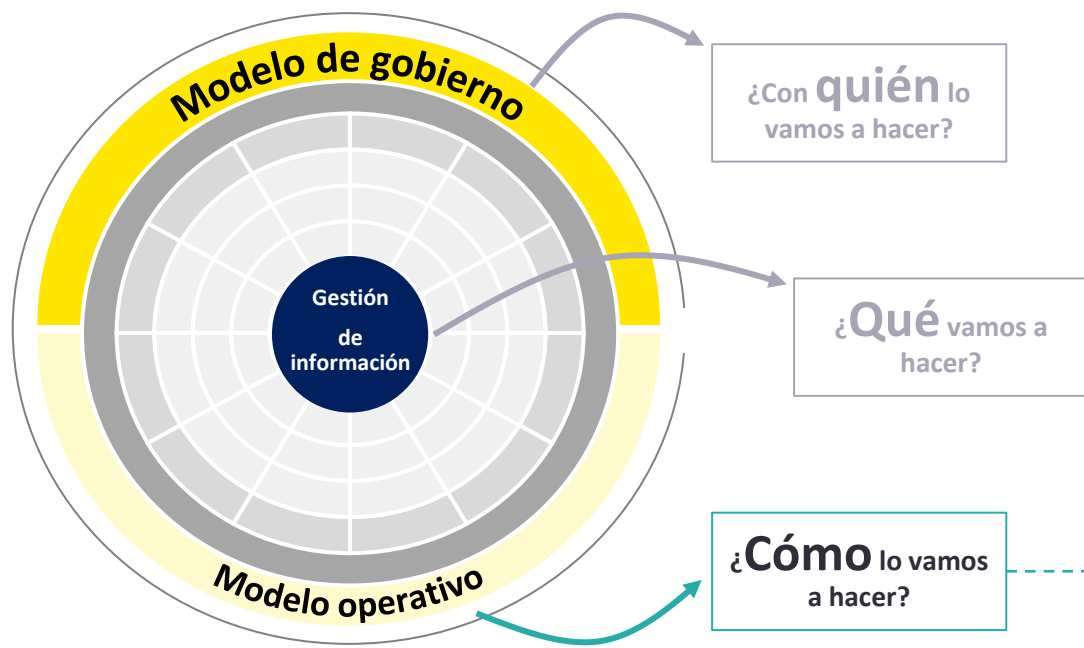 Modelo de gobierno
¿Con quién lo
vamos a hacer?
Gestión
de
información
¿Qué vamos a
hacer?
¿Cómo lo vamos
a hacer?
Modelo operativo